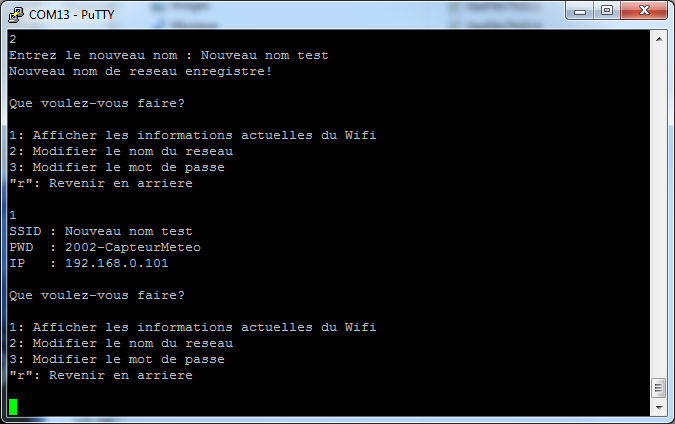 COM13 - PuTTY
2
Entrez le nouveau nom : Nouveau nom test
Nouveau nom de reseau enregistre!
Que voulez-vous faire?
1: Afficher les informations actuelles du Wifi
2: Modifier le nom du reseau
3: Modifier le mot de passe
"r": Revenir en arriere
1
SSID : Nouveau nom test
PWD  : 2002-CapteurMeteo
IP   : 192.168.0.101
Que voulez-vous faire?
1: Afficher les informations actuelles du Wifi
2: Modifier le nom du reseau
3: Modifier le mot de passe
"r": Revenir en arriere